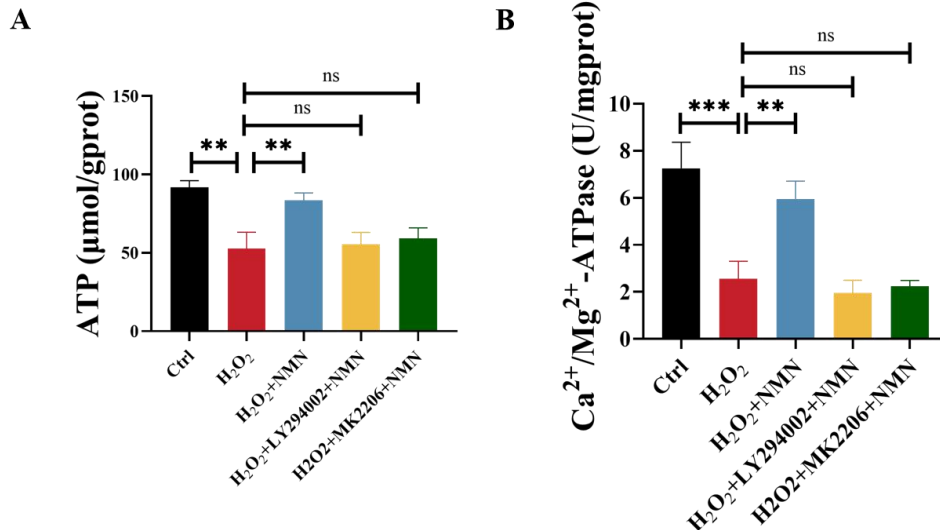 A
ATP (μmol/gprot)
150
100
50
0
ns
ns
** **
Ctrl
H₂O₂
H₂O₂+NMN
H₂O₂+LY294002+NMN
H2O2+MK2206+NMN
B
Ca²⁺/Mg²⁺-ATPase (U/mgprot)
10
8
6
4
2
0
ns
ns
*** **
Ctrl
H₂O₂
H₂O₂+NMN
H₂O₂+LY294002+NMN
H2O2+MK2206+NMN